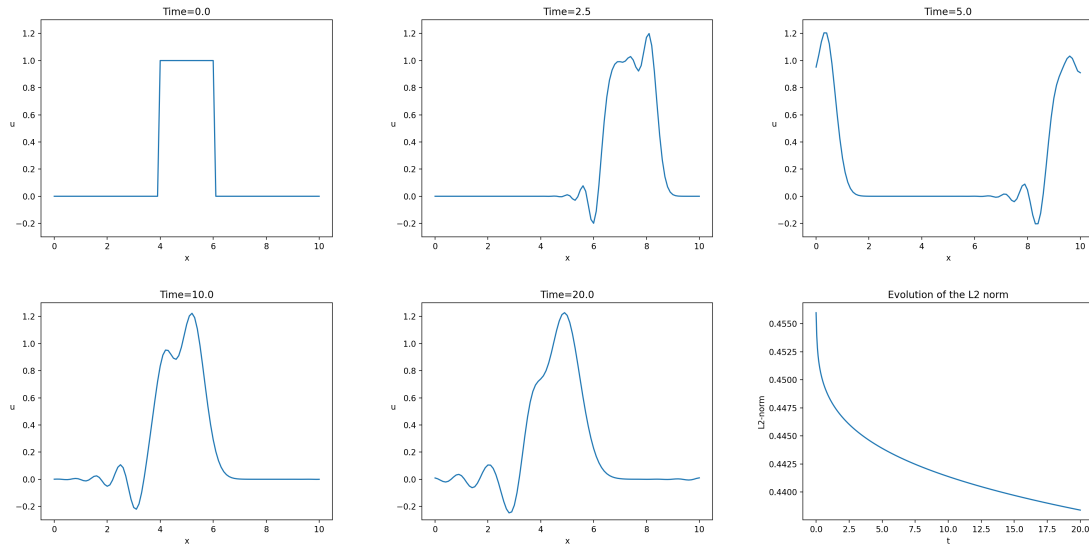 Time=0.0
1.2
1.0
0.8
0.6
0.4
0.2
0.0
−0.2
u
0 2 4 6 8 10
x
Time=2.5
1.2
1.0
0.8
0.6
0.4
0.2
0.0
−0.2
u
0 2 4 6 8 10
x
Time=5.0
1.2
1.0
0.8
0.6
0.4
0.2
0.0
−0.2
u
0 2 4 6 8 10
x
Time=10.0
1.2
1.0
0.8
0.6
0.4
0.2
0.0
−0.2
u
0 2 4 6 8 10
x
Time=20.0
1.2
1.0
0.8
0.6
0.4
0.2
0.0
−0.2
u
0 2 4 6 8 10
x
Evolution of the L2 norm
0.4550
0.4525
0.4500
0.4475
0.4450
0.4425
0.4400
L2-norm
0.0 2.5 5.0 7.5 10.0 12.5 15.0 17.5 20.0
t